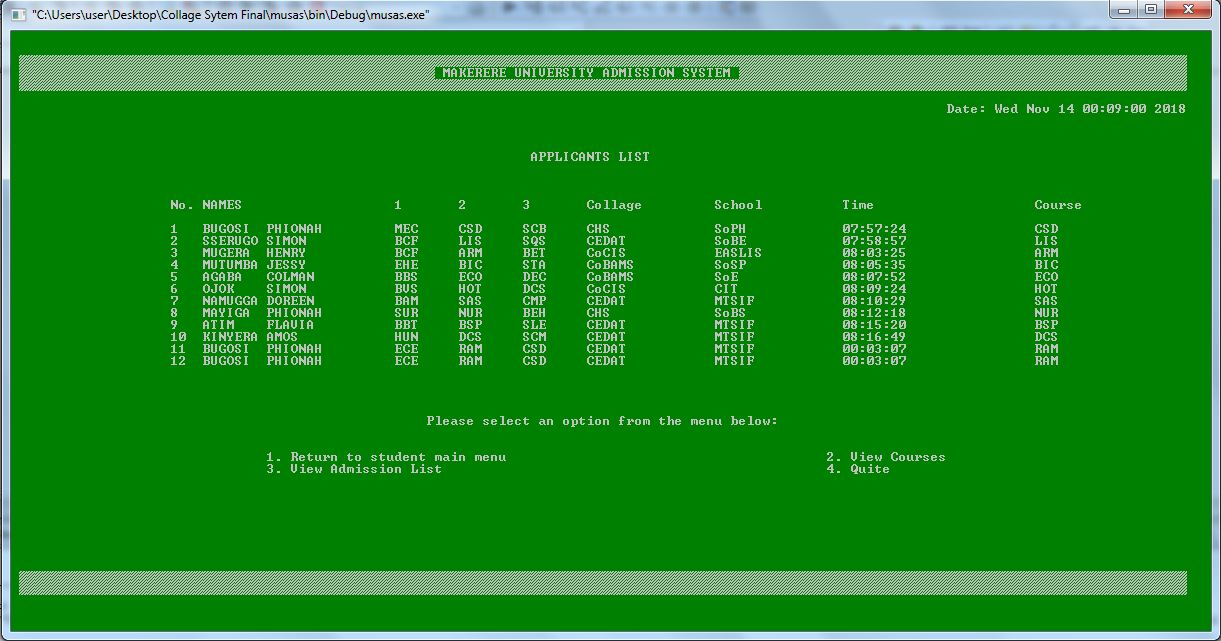 "C:\Users\user\Desktop\Collage Sytem Final\musas\bin\Debug\musas.exe"
MAKERERE UNIVERSITY ADMISSION SYSTEM
Date: Wed Nov 14 00:09:00 2018
APPLICANTS LIST
No. NAMES 1 2 3 Collage School Time Course
1 BUGOSI PHIONAH MEC CSD SCB CHS SoPH 07:57:24 CSD
2 SSERUGO SIMON BCF LIS SQS CEDAT SoBE 07:58:57 LIS
3 MUGERA HENRY BCF ARM BET CoCIS EASLIS 08:03:25 ARM
4 MUTUMBA JESSY EHE BIC STA CoBAMS SoSP 08:05:35 BIC
5 AGABA COLMAN BBS ECO DEC CoBAMS SoE 08:07:52 ECO
6 OJOK SIMON BVS HOT DCS CoCIS CIT 08:09:24 HOT
7 NAMUGGA DOREEN BAM SAS CMP CEDAT MTSIF 08:10:29 SAS
8 MAYIGA PHIONAH SUR NUR BEH CHS SoBS 08:12:18 NUR
9 ATIM FLAVIA BBT BSP SLE CEDAT MTSIF 08:15:20 BSP
10 KINYERA AMOS HUN DCS SCM CEDAT MTSIF 08:16:49 DCS
11 BUGOSI PHIONAH ECE RAM CSD CEDAT MTSIF 00:03:07 RAM
12 BUGOSI PHIONAH ECE RAM CSD CEDAT MTSIF 00:03:07 RAM
Please select an option from the menu below:
1. Return to student main menu 2. View Courses
3. View Admission List 4. Quite